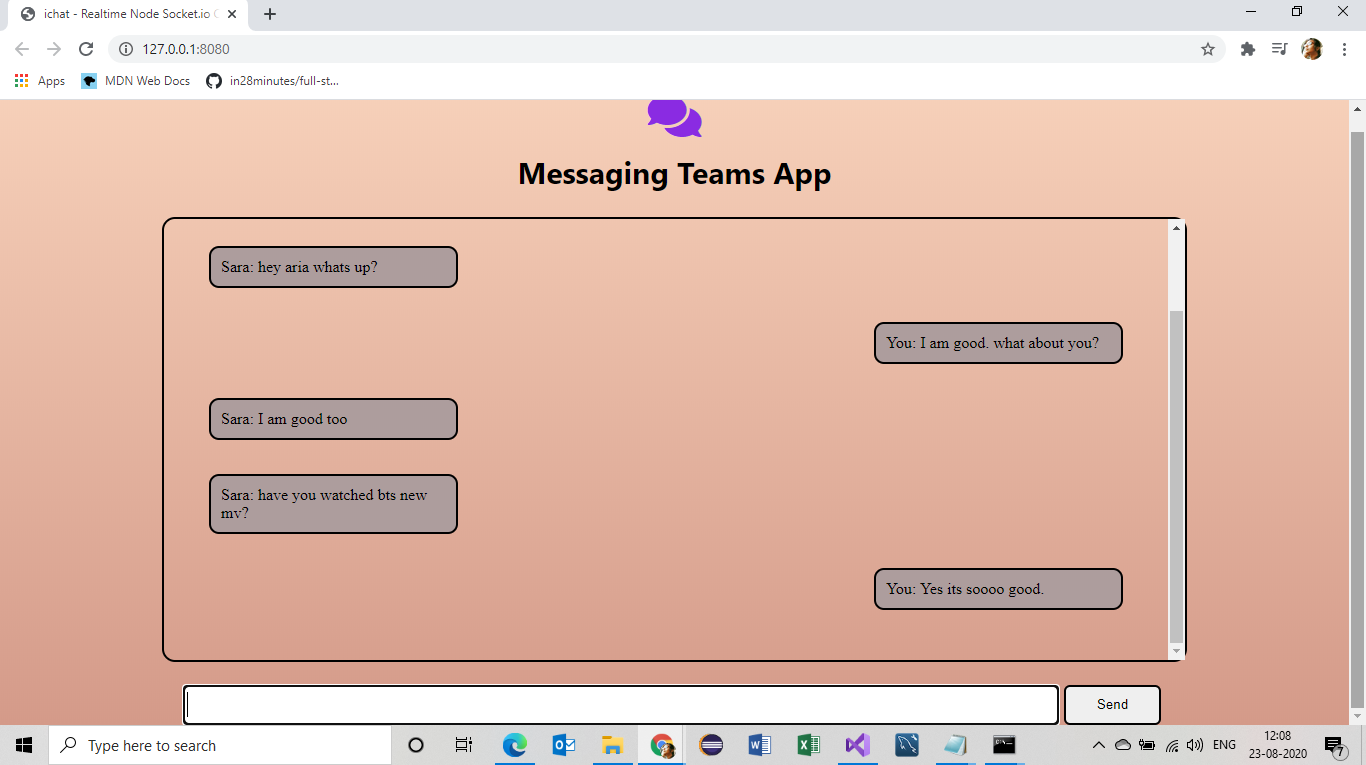 ichat - Realtime Node Socket.io
127.0.0.1:8080
Apps
MDN Web Docs
in28minutes/full-st...
Messaging Teams App
Sara: hey aria whats up?
You: I am good. what about you?
Sara: I am good too
Sara: have you watched bts new
mv?
You: Yes its soooo good.
Send
Type here to search
ENG
12:08
23-08-2020
7